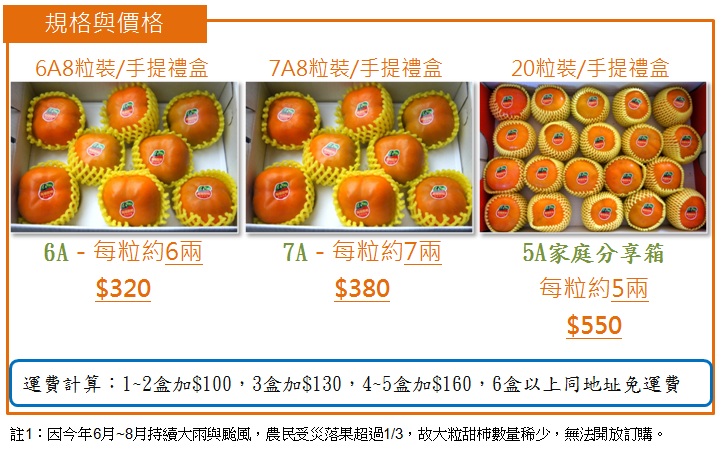 規格與價格
6A8粒裝/手提禮盒
7A8粒裝/手提禮盒
20粒裝/手提禮盒
6A - 每粒約6兩
$320
7A - 每粒約7兩
$380
5A家庭分享箱
每粒約5兩
$550
運費計算：1~2盒加$100，3盒加$130，4~5盒加$160，6盒以上同地址免運費
註1：因今年6月~8月持續大雨與颱風，農民受災落果超過1/3，故大粒甜柿數量稀少，無法開放訂購。